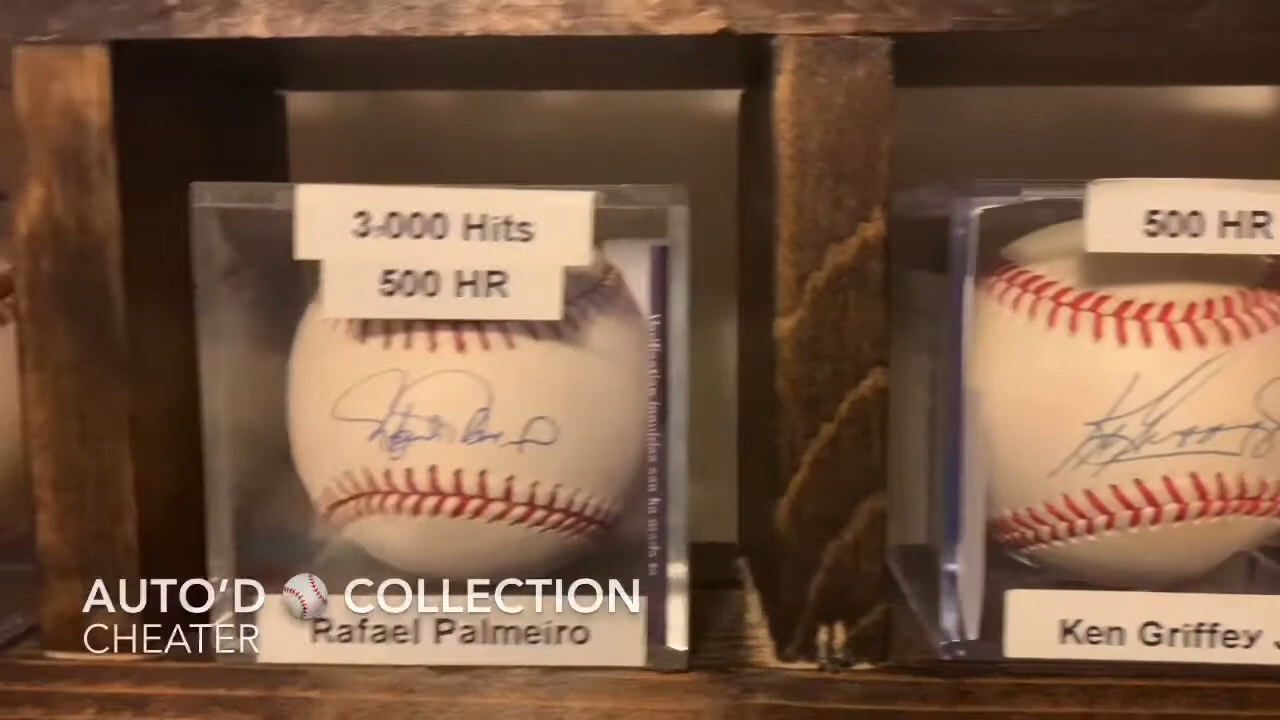 3,000 Hits
500 HR
500 HR
AUTO'D COLLECTION
CHEATER
Rafael Palmeiro
Ken Griffey J